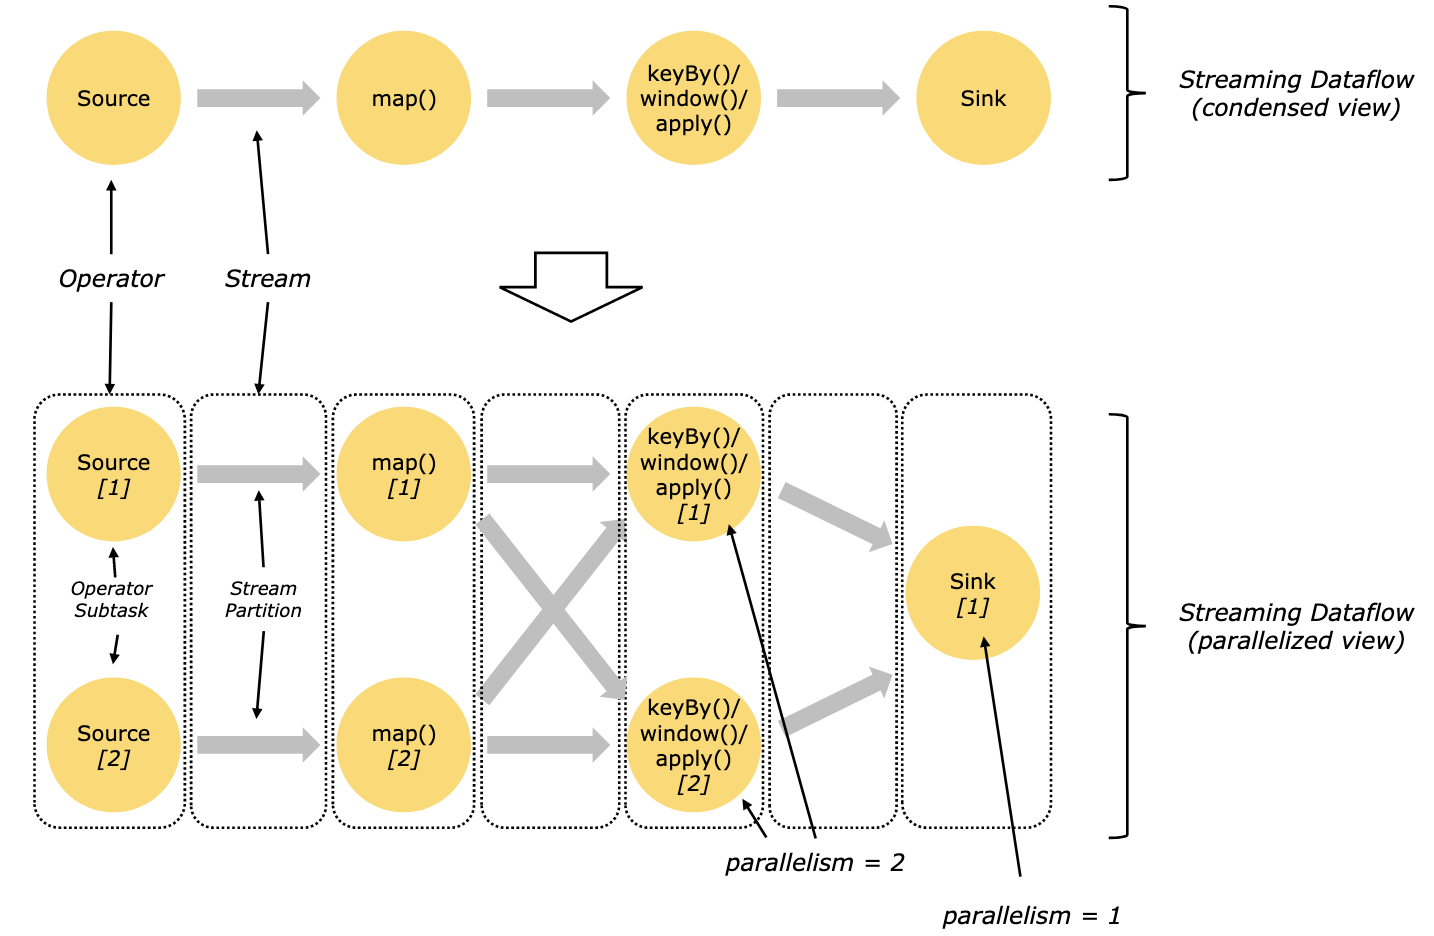 Source
map()
keyBy()/
window()/
apply()
Sink
Streaming Dataflow
(condensed view)
Operator
Stream
Source
[1]
map()
[1]
keyBy()/
window()/
apply()
[1]
Operator
Subtask
Stream
Partition
Sink
[1]
Streaming Dataflow
(parallelized view)
Source
[2]
map()
[2]
keyBy()/
window()/
apply()
[2]
parallelism = 2
parallelism = 1